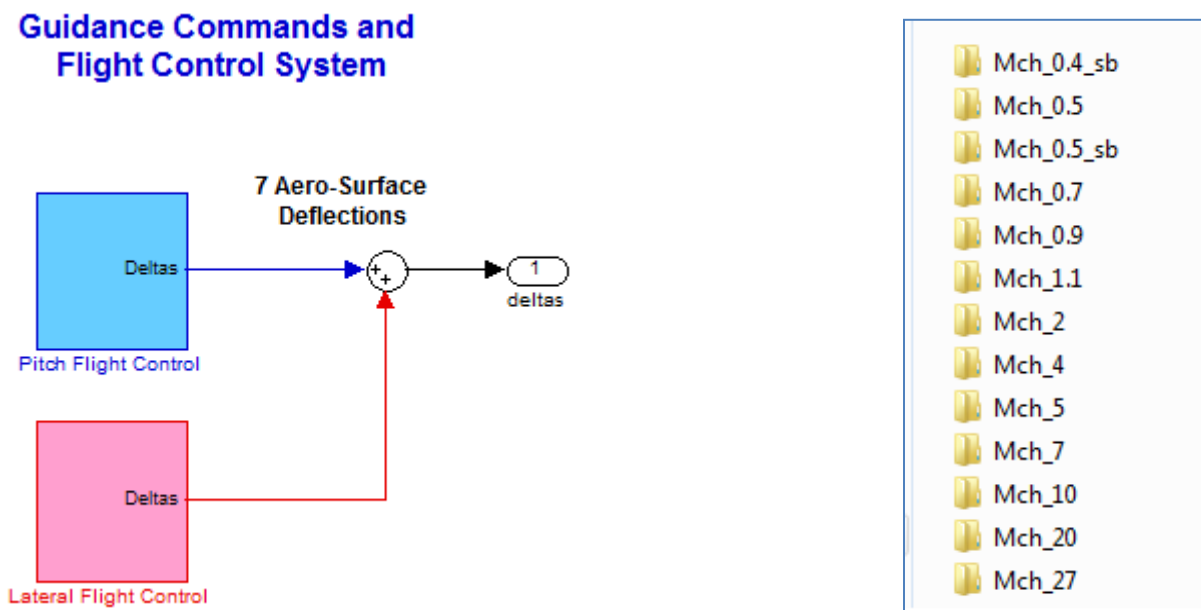 Guidance Commands and
Flight Control System
7 Aero-Surface
Deflections
Deltas
+
+
1
deltas
Pitch Flight Control
Deltas
Lateral Flight Control
Mch_0.4_sb
Mch_0.5
Mch_0.5_sb
Mch_0.7
Mch_0.9
Mch_1.1
Mch_2
Mch_4
Mch_5
Mch_7
Mch_10
Mch_20
Mch_27